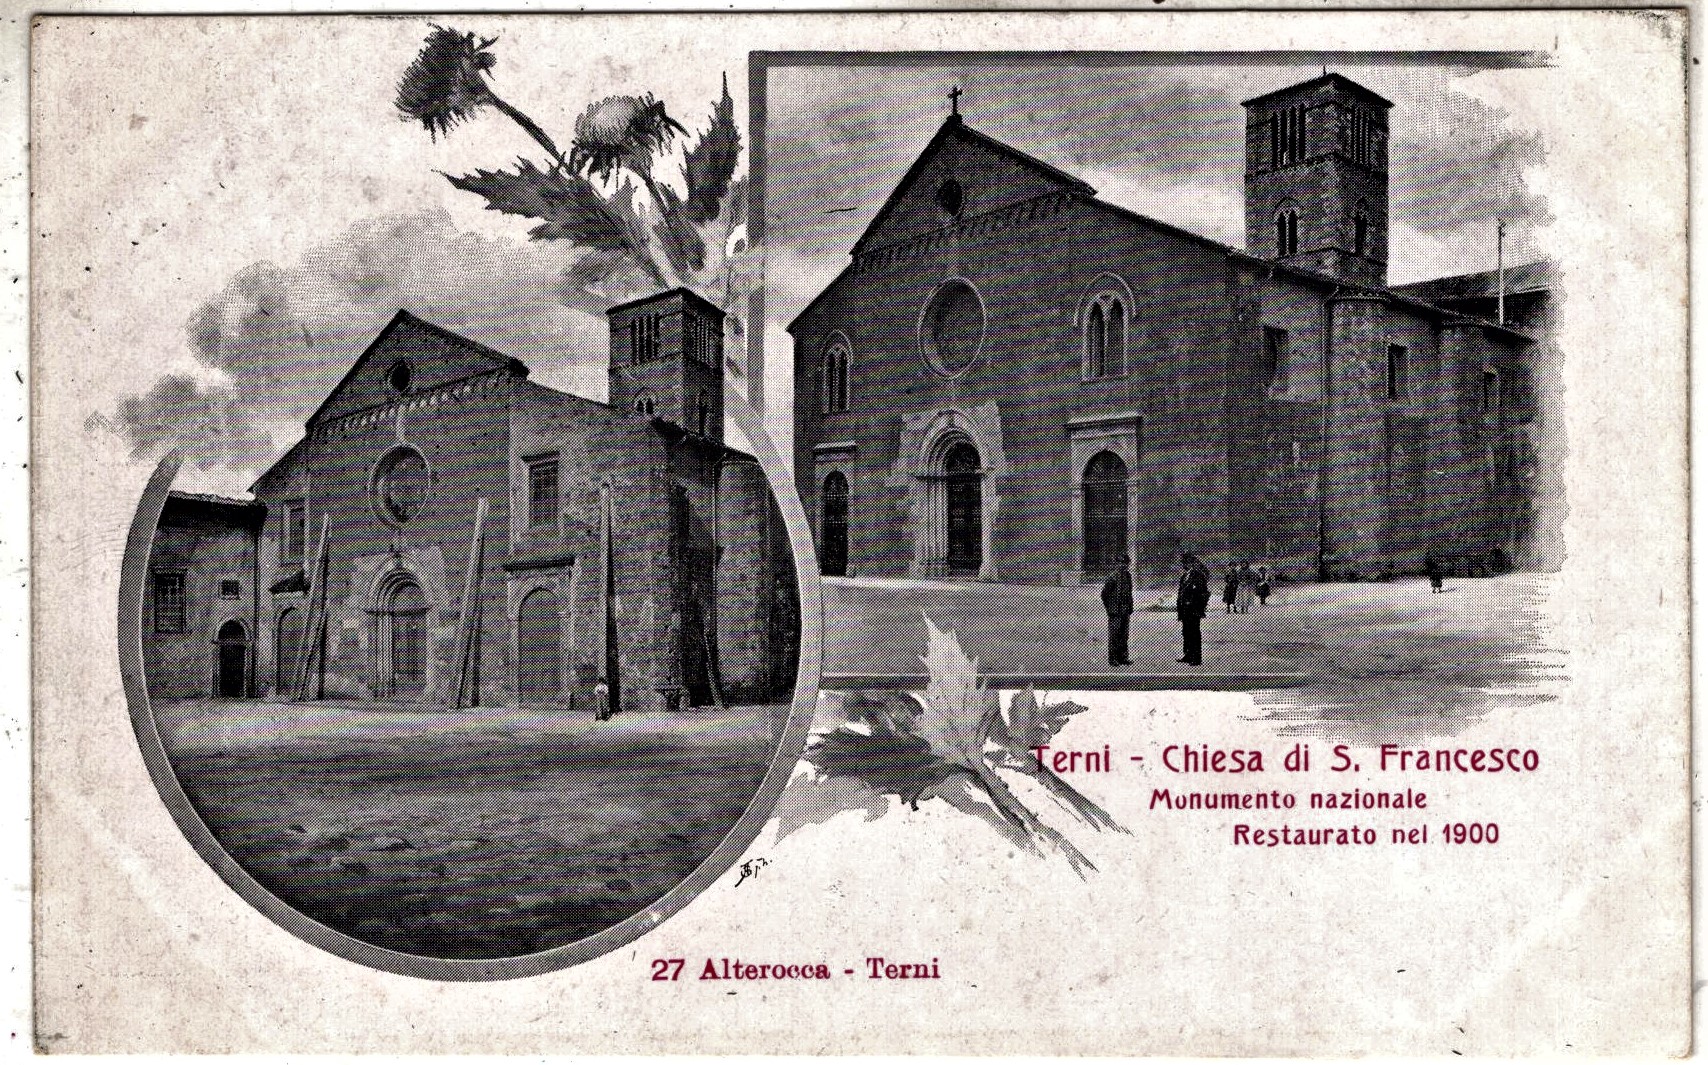 Terni - Chiesa di S. Francesco
Monumento nazionale
Restaurato nel 1900
27 Alterocca - Terni